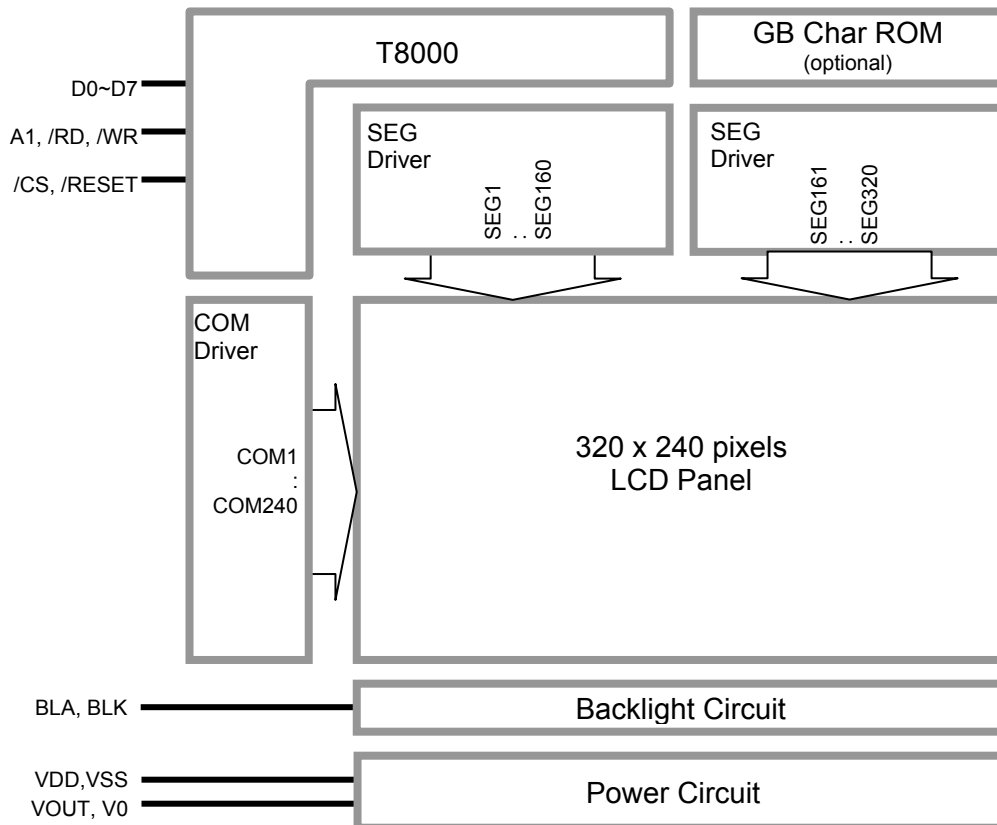 T8000
GB Char ROM
(optional)
D0~D7
A1, /RD, /WR
/CS, /RESET
SEG
Driver
SEG1
..
SEG160
SEG
Driver
SEG161
..
SEG320
COM
Driver
COM1
:
COM240
320 x 240 pixels
LCD Panel
BLA, BLK
Backlight Circuit
VDD,VSS
VOUT, V0
Power Circuit